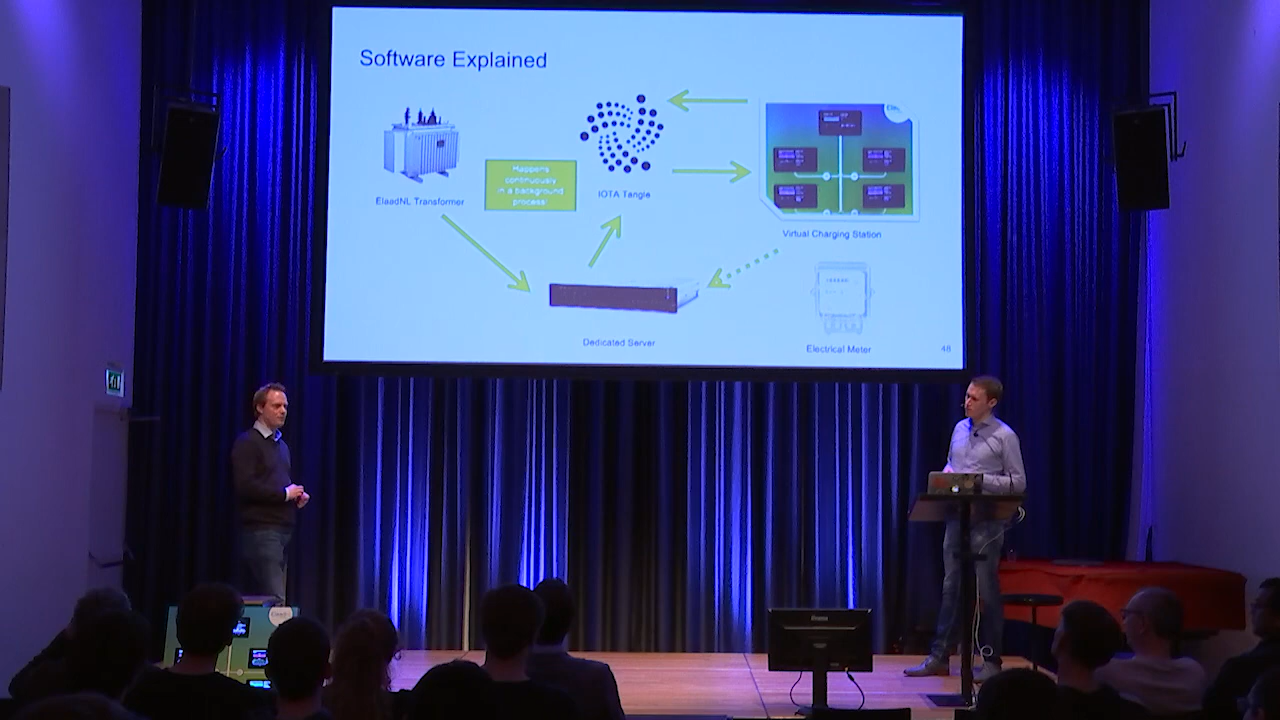 Software Explained
Happens
continuously
in a background
process!
IOTA Tangle
ElaadNL Transformer
Virtual Charging Station
Dedicated Server
Electrical Meter
48